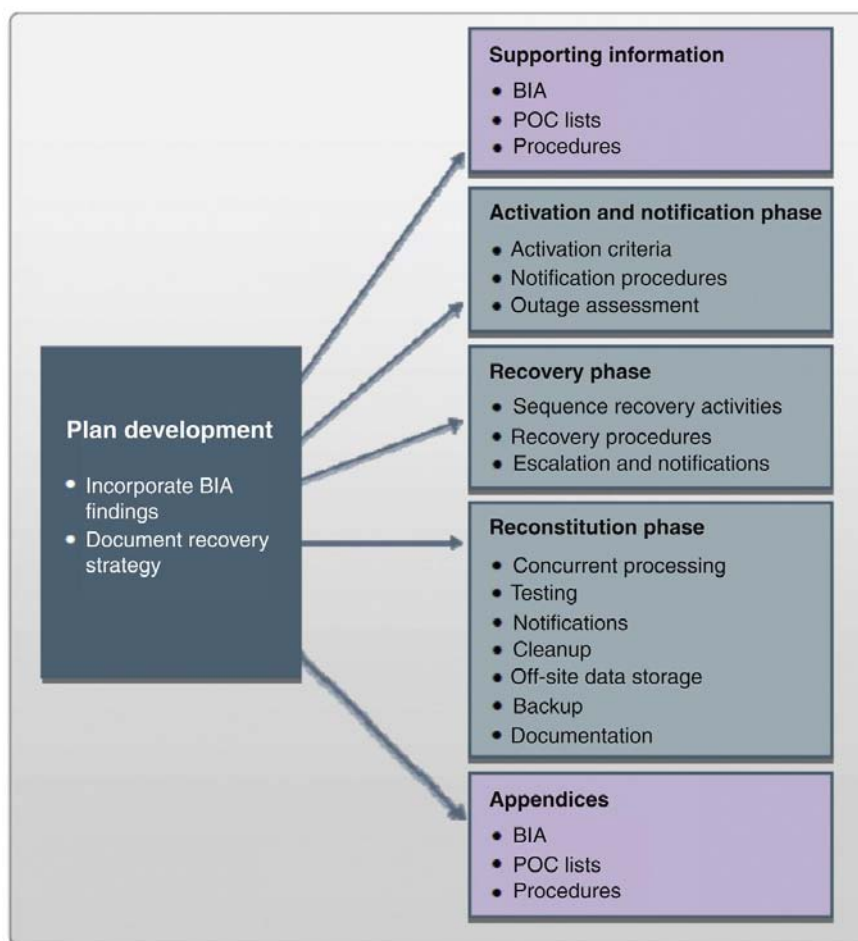 Plan development
• Incorporate BIA
findings
• Document recovery
strategy
Supporting information
• BIA
• POC lists
• Procedures
Activation and notification phase
• Activation criteria
• Notification procedures
• Outage assessment
Recovery phase
• Sequence recovery activities
• Recovery procedures
• Escalation and notifications
Reconstitution phase
• Concurrent processing
• Testing
• Notifications
• Cleanup
• Off-site data storage
• Backup
• Documentation
Appendices
• BIA
• POC lists
• Procedures